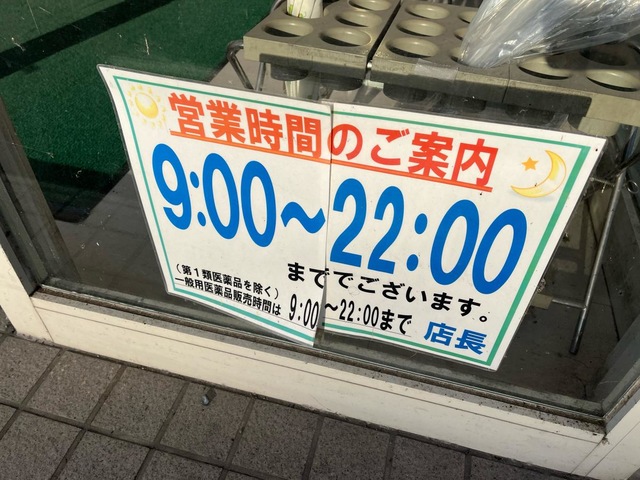 営業時間のご案内
9:00〜22:00
まででございます。
(第1類医薬品を除く)
一般用医薬品販売時間は 9:00〜22:00まで
店長